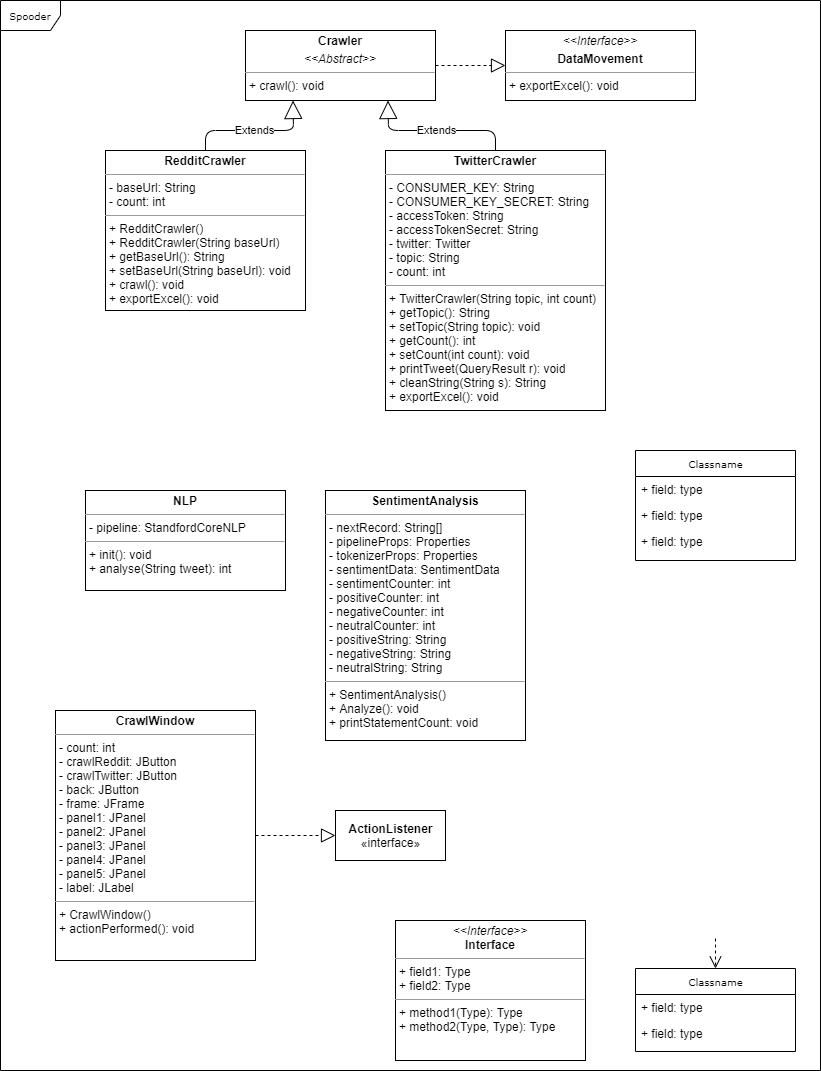 Spooder
Crawler
<<Abstract>>
+ crawl(): void
<<Interface>>
DataMovement
+ exportExcel(): void
Extends
Extends
RedditCrawler
- baseUrl: String
- count: int
+ RedditCrawler()
+ RedditCrawler(String baseUrl)
+ getBaseUrl(): String
+ setBaseUrl(String baseUrl): void
+ crawl(): void
+ exportExcel(): void
TwitterCrawler
- CONSUMER_KEY: String
- CONSUMER_KEY_SECRET: String
- accessToken: String
- accessTokenSecret: String
- twitter: Twitter
- topic: String
- count: int
+ TwitterCrawler(String topic, int count)
+ getTopic(): String
+ setTopic(String topic): void
+ getCount(): int
+ setCount(int count): void
+ printTweet(QueryResult r): void
+ cleanString(String s): String
+ exportExcel(): void
Classname
+ field: type
+ field: type
+ field: type
NLP
- pipeline: StandfordCoreNLP
+ init(): void
+ analyse(String tweet): int
SentimentAnalysis
- nextRecord: String[]
- pipelineProps: Properties
- tokenizerProps: Properties
- sentimentData: SentimentData
- sentimentCounter: int
- positiveCounter: int
- negativeCounter: int
- neutralCounter: int
- positiveString: String
- negativeString: String
- neutralString: String
+ SentimentAnalysis()
+ Analyze(): void
+ printStatementCount: void
CrawlWindow
- count: int
- crawlReddit: JButton
- crawlTwitter: JButton
- back: JButton
- frame: JFrame
- panel1: JPanel
- panel2: JPanel
- panel3: JPanel
- panel4: JPanel
- panel5: JPanel
- label: JLabel
+ CrawlWindow()
+ actionPerformed(): void
ActionListener
«interface»
<<Interface>>
Interface
+ field1: Type
+ field2: Type
+ method1(Type): Type
+ method2(Type, Type): Type
Classname
+ field: type
+ field: type